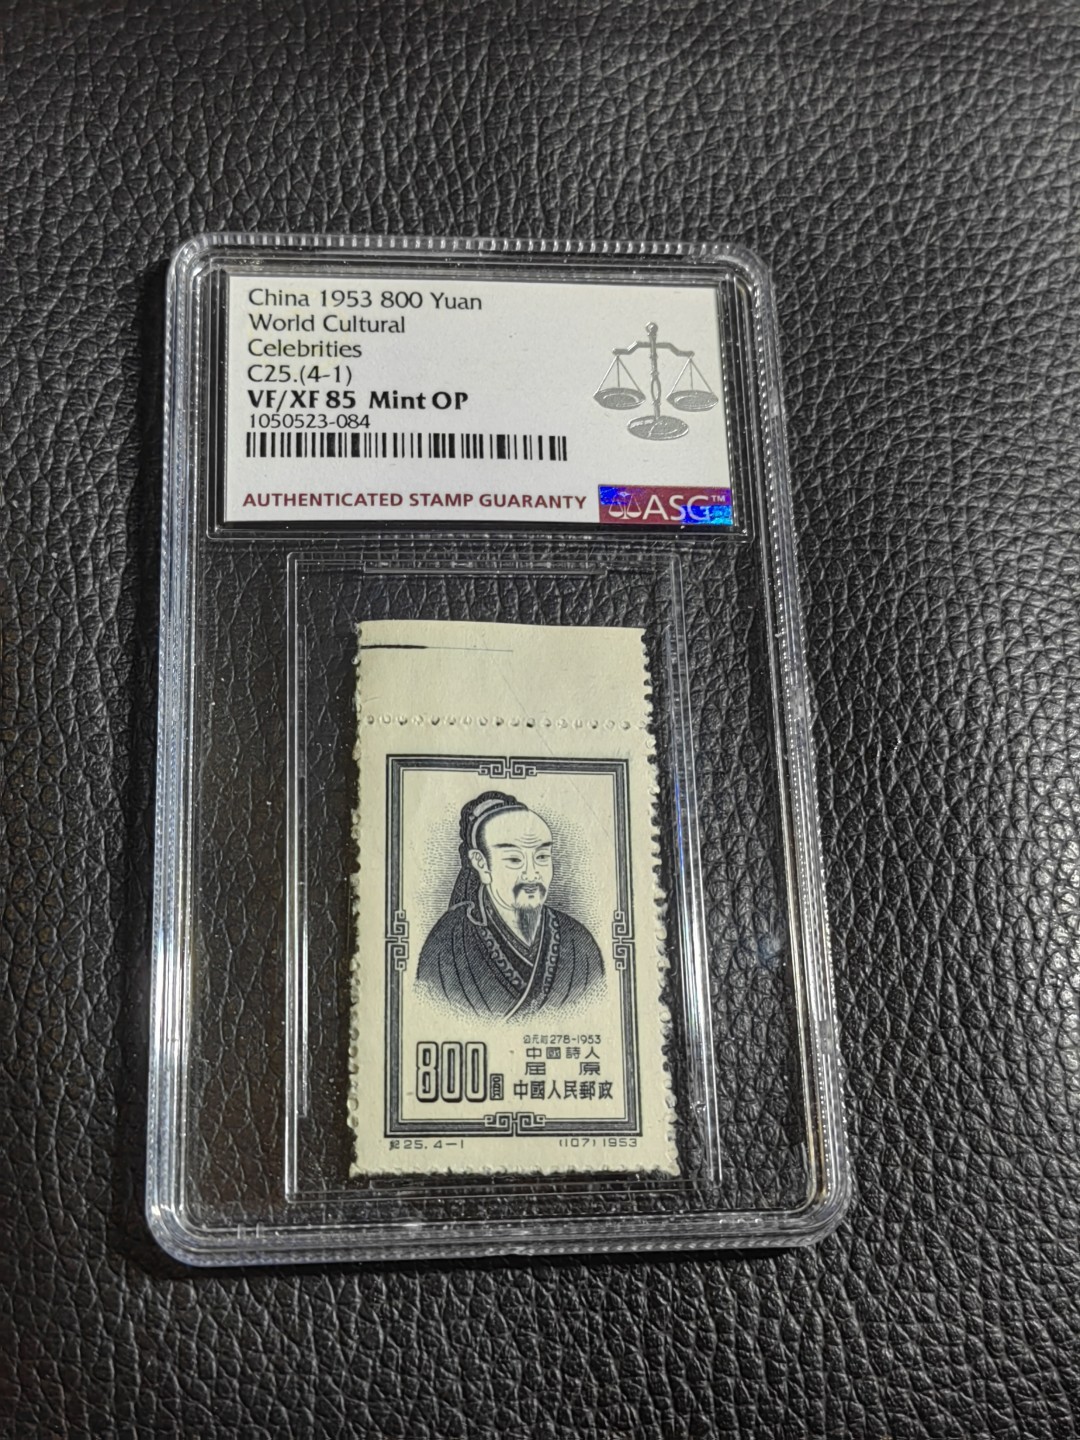 China 1953 800 Yuan
World Cultural
Celebrities
C25.(4-1)
VF/XF 85 Mint OP
1050523-084
AUTHENTICATED STAMP GUARANTY ASG™
公元前278-1953
中國詩人
屈原
800圓 中國人民郵政
紀25.4-1 (107)1953